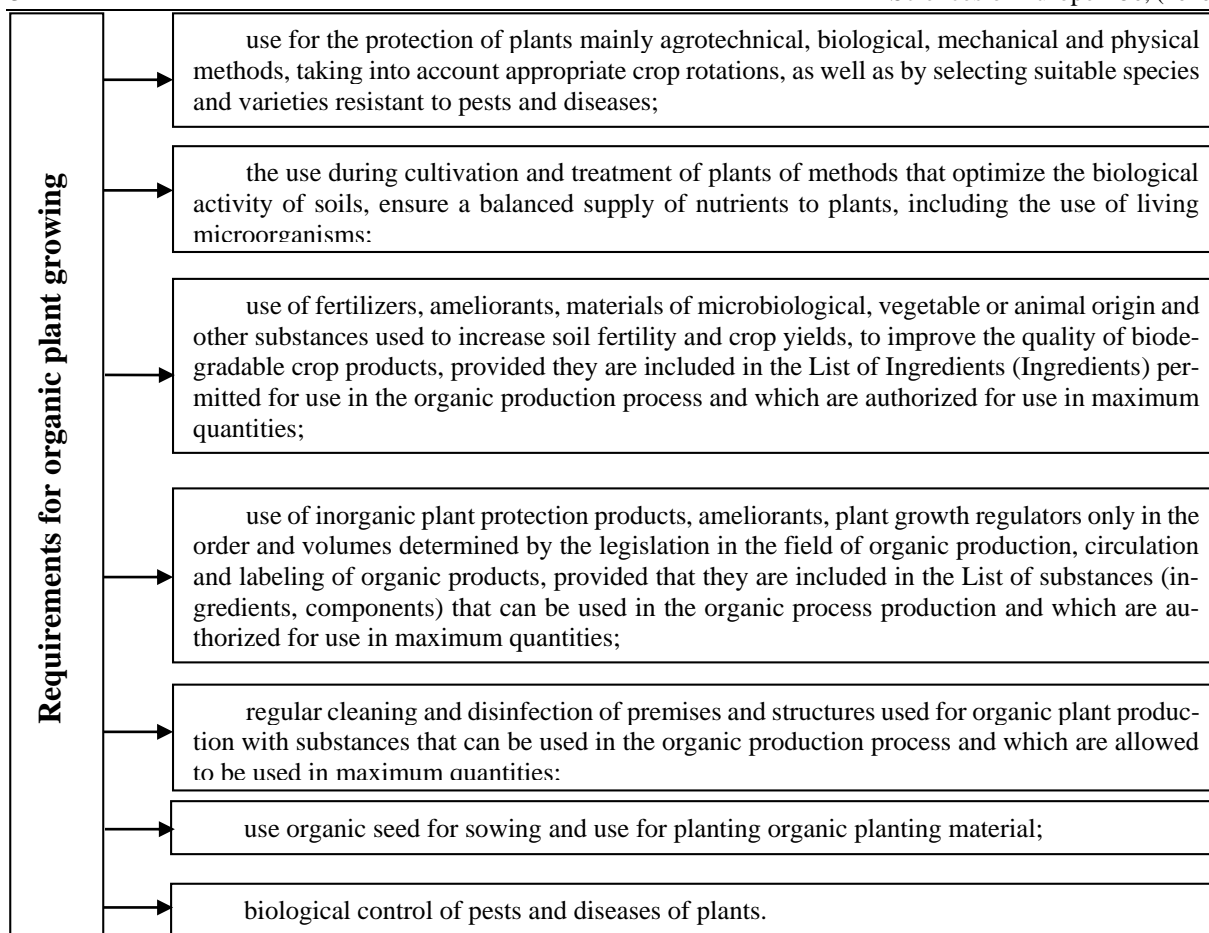 Requirements for organic plant growing
use for the protection of plants mainly agrotechnical, biological, mechanical and physical
methods, taking into account appropriate crop rotations, as well as by selecting suitable species
and varieties resistant to pests and diseases;
the use during cultivation and treatment of plants of methods that optimize the biological
activity of soils, ensure a balanced supply of nutrients to plants, including the use of living
microorganisms;
use of fertilizers, ameliorants, materials of microbiological, vegetable or animal origin and
other substances used to increase soil fertility and crop yields, to improve the quality of biode-
gradable crop products, provided they are included in the List of Ingredients (Ingredients) per-
mitted for use in the organic production process and which are authorized for use in maximum
quantities;
use of inorganic plant protection products, ameliorants, plant growth regulators only in the
order and volumes determined by the legislation in the field of organic production, circulation
and labeling of organic products, provided that they are included in the List of substances (in-
gredients, components) that can be used in the organic process production and which are au-
thorized for use in maximum quantities;
regular cleaning and disinfection of premises and structures used for organic plant produc-
tion with substances that can be used in the organic production process and which are allowed
to be used in maximum quantities;
use organic seed for sowing and use for planting organic planting material;
biological control of pests and diseases of plants.